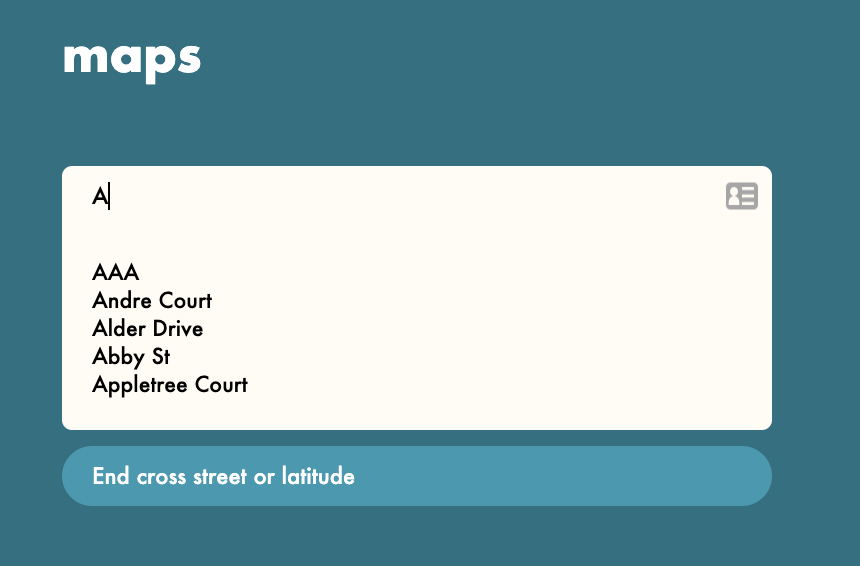 maps
A
AAA
Andre Court
Alder Drive
Abby St
Appletree Court
End cross street or latitude